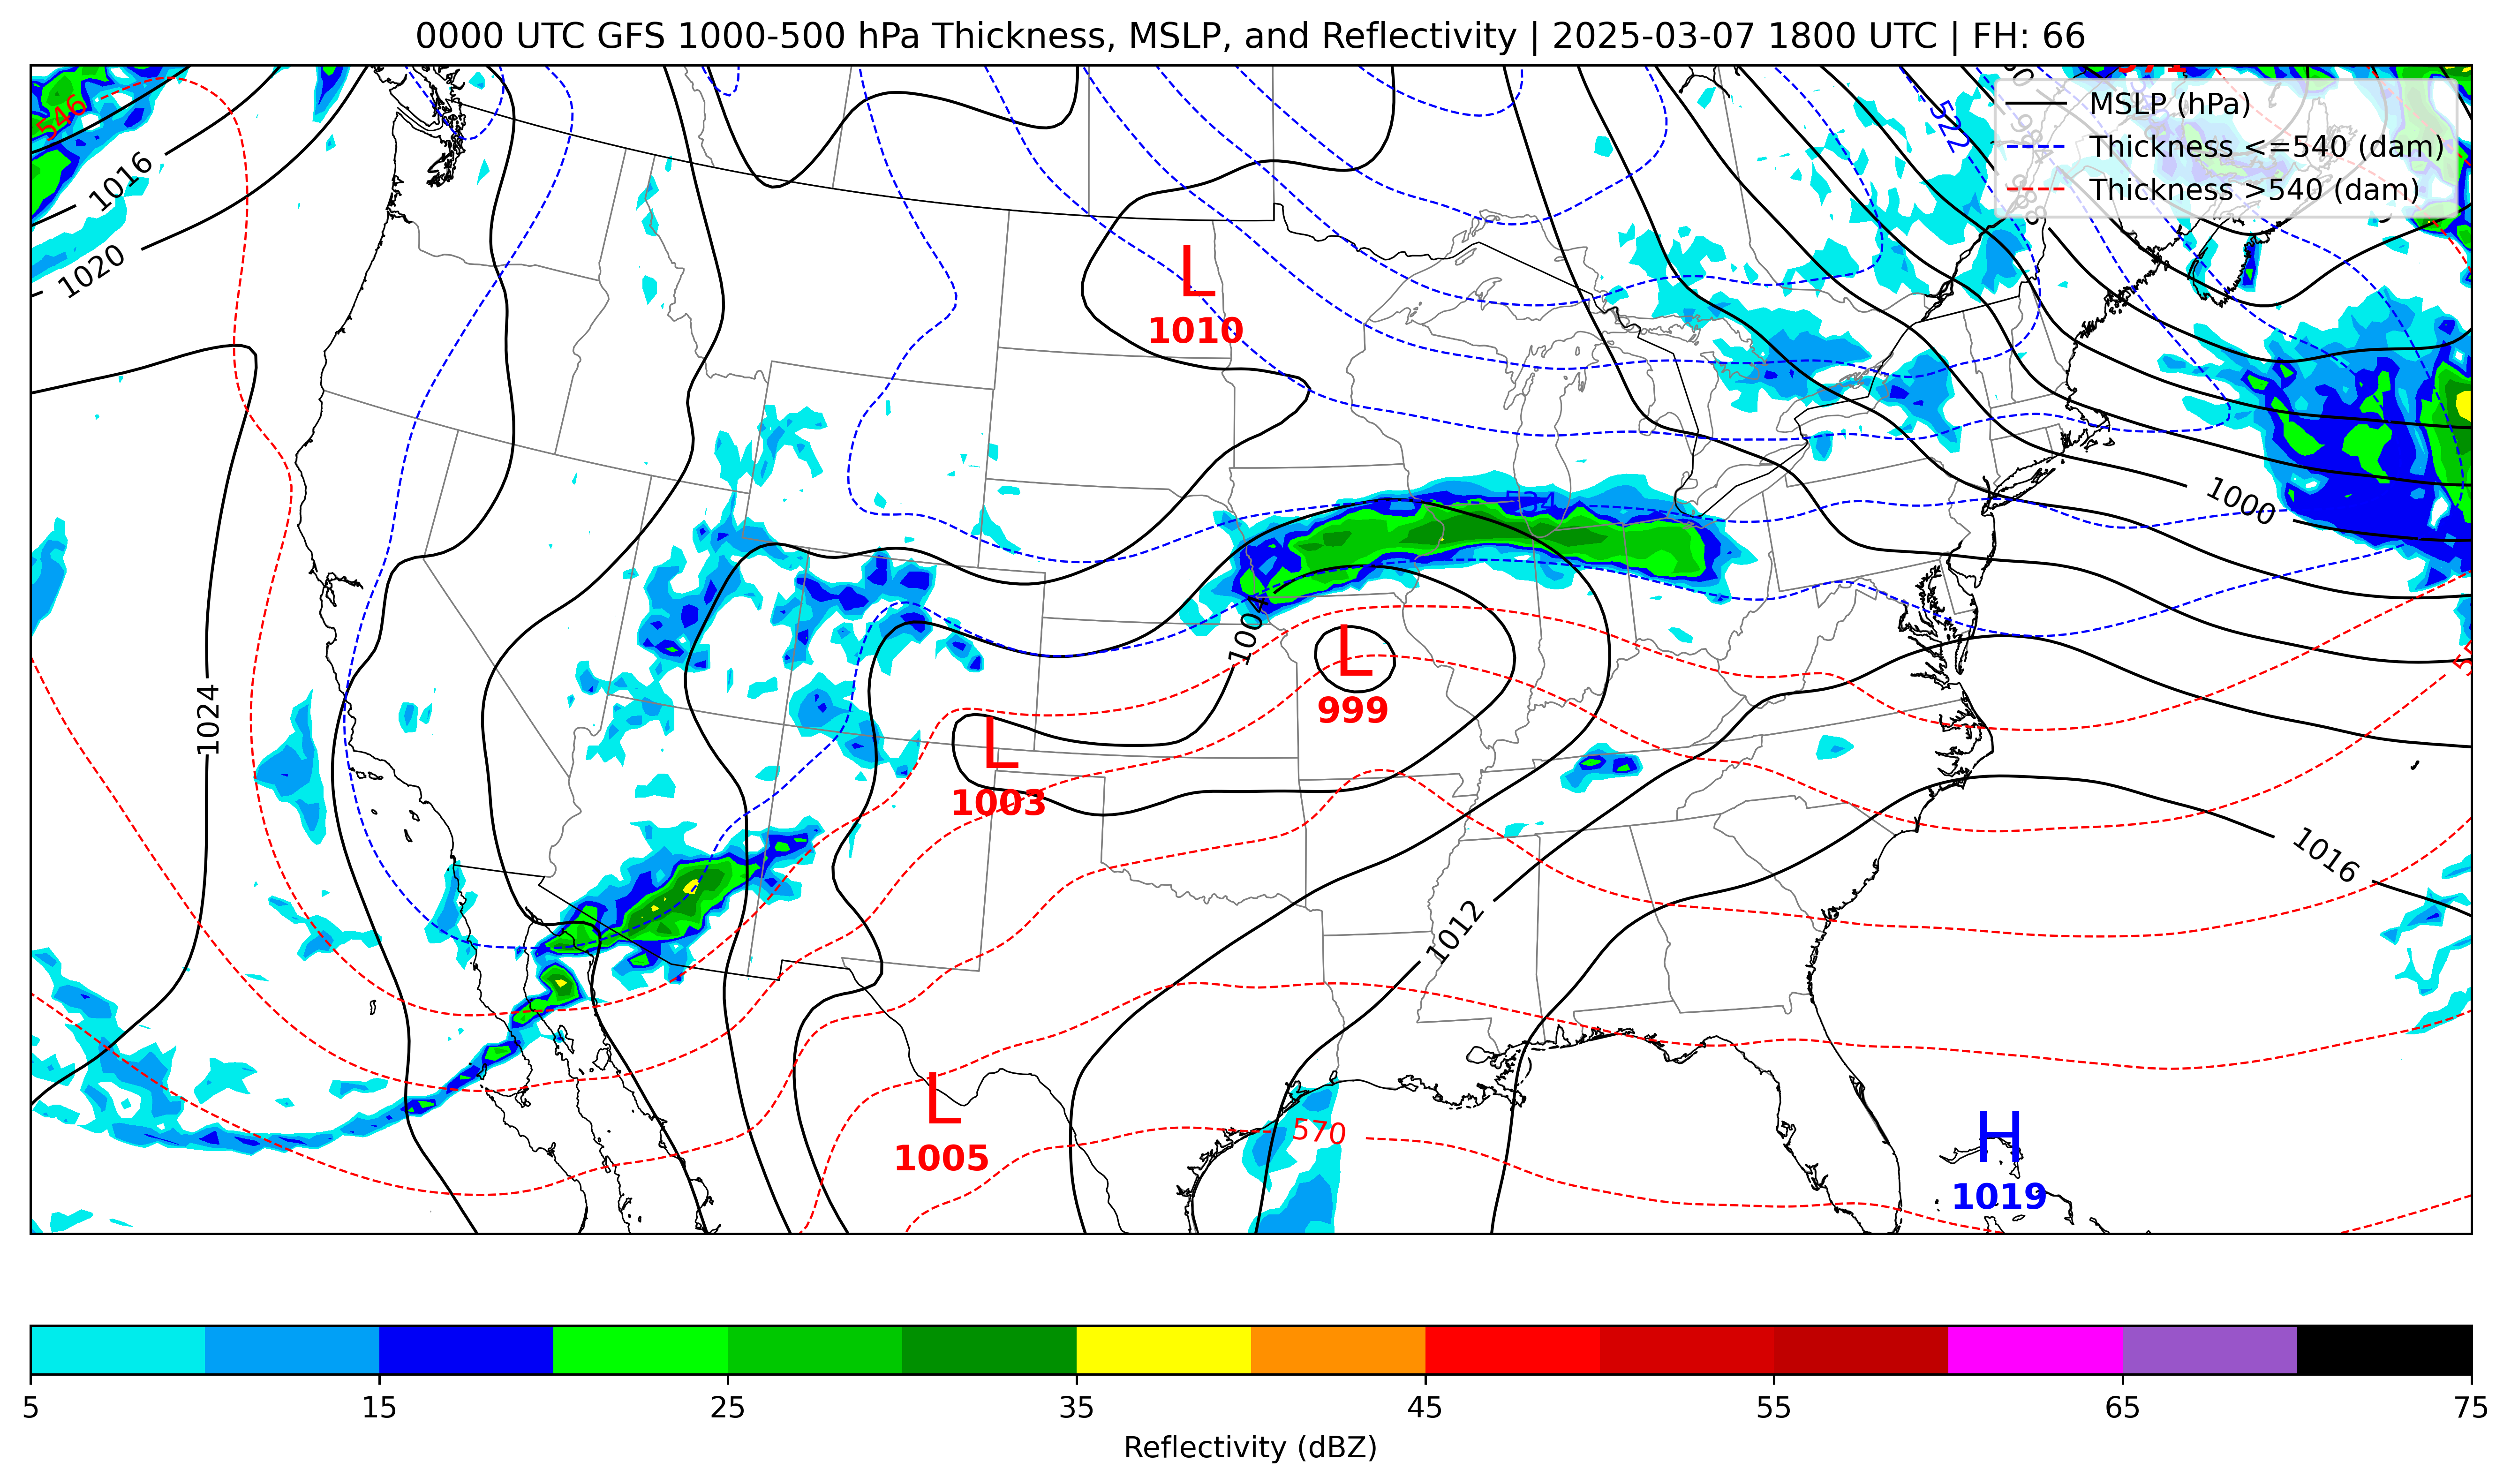 0000 UTC GFS 1000-500 hPa Thickness, MSLP, and Reflectivity | 2025-03-07 1800 UTC | FH: 66
MSLP (hPa)
Thickness <=540 (dam)
Thickness >540 (dam)
546
1016
1020
522
L
1010
534
1000
1004
L
999
1024
L
1003
1016
1012
L
1005
570
H
1019
5 15 25 35 45 55 65 75
Reflectivity (dBZ)